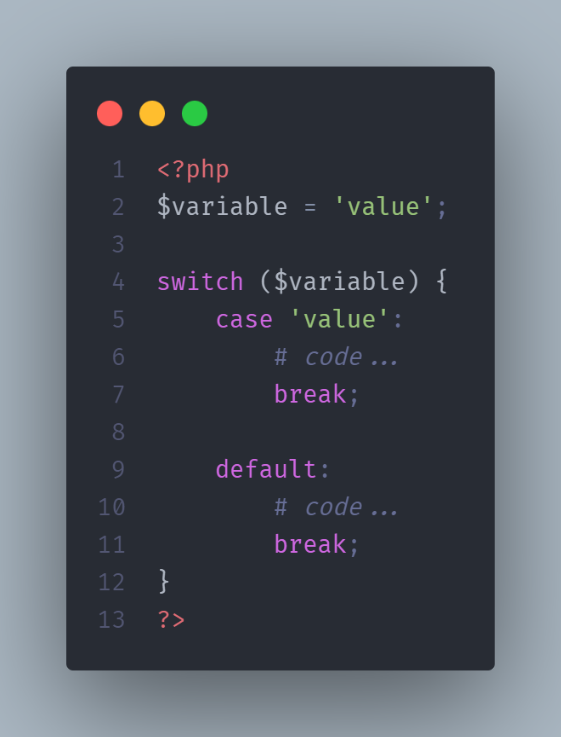 1 <?php
2 $variable = 'value';
3
4 switch ($variable) {
5     case 'value':
6         # code...
7         break;
8
9     default:
10         # code...
11         break;
12 }
13 ?>